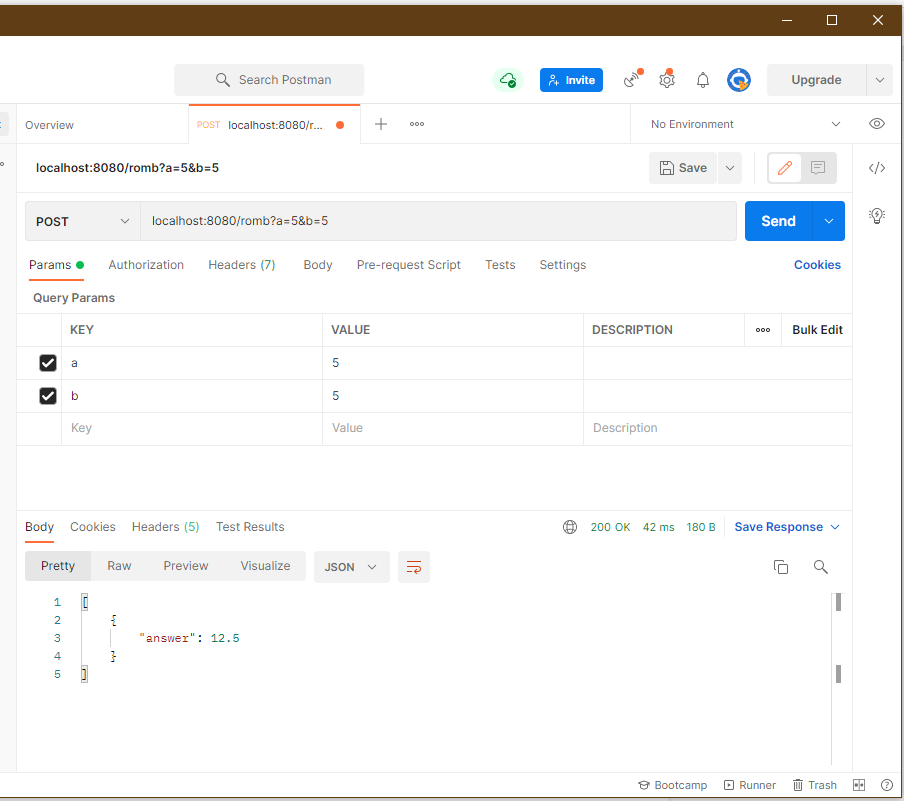 Search Postman
Invite
Upgrade
Overview
POST localhost:8080/r...
No Environment
localhost:8080/romb?a=5&b=5
Save
POST
localhost:8080/romb?a=5&b=5
Send
Params Authorization Headers (7) Body Pre-request Script Tests Settings Cookies
Query Params
KEY VALUE DESCRIPTION Bulk Edit
a 5
b 5
Key Value Description
Body Cookies Headers (5) Test Results 200 OK 42 ms 180 B Save Response
Pretty Raw Preview Visualize JSON
1 [
2 {
3 "answer": 12.5
4 }
5 ]
Bootcamp Runner Trash